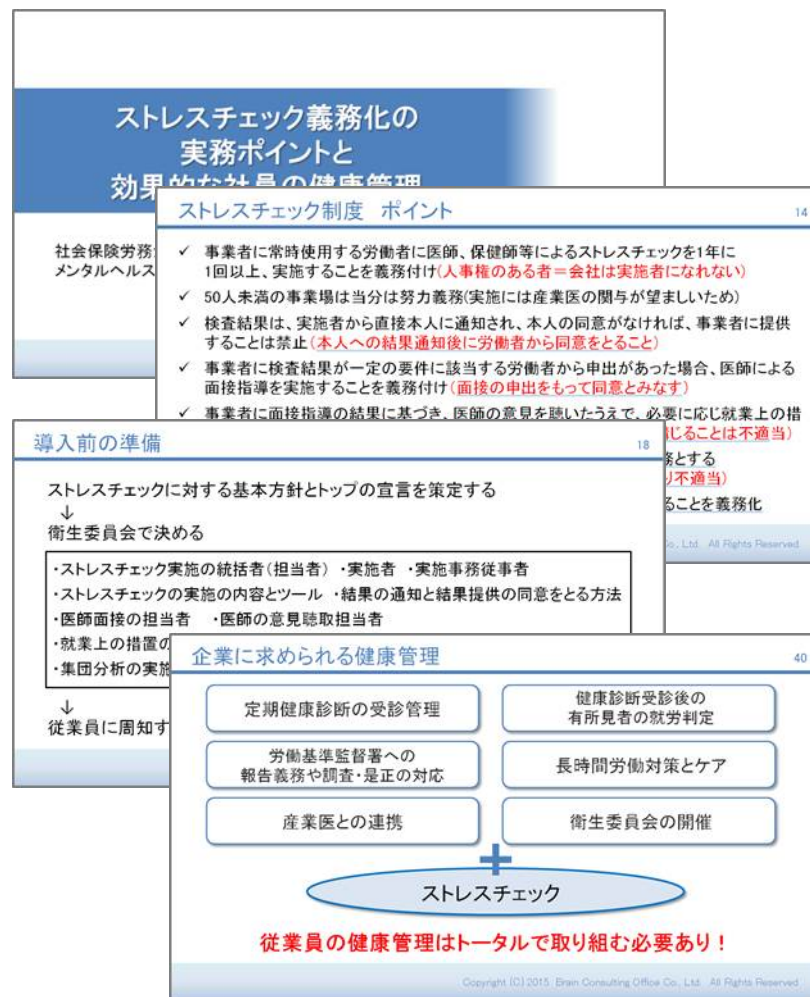 ストレスチェック義務化の
実務ポイントと
効果的な社員の健康管理
社会保険労務
メンタルヘルス
ストレスチェック制度 ポイント
14
✓ 事業者に常時使用する労働者に医師、保健師等によるストレスチェックを1年に
1回以上、実施することを義務付け(人事権のある者=会社は実施者になれない)
✓ 50人未満の事業場は当分は努力義務(実施には産業医の関与が望ましいため)
✓ 検査結果は、実施者から直接本人に通知され、本人の同意がなければ、事業者に提供
することは禁止(本人への結果通知後に労働者から同意をとること)
✓ 事業者に検査結果が一定の要件に該当する労働者から申出があった場合、医師による
面接指導を実施することを義務付け(面接の申出をもって同意とみなす)
✓ 事業者に面接指導の結果に基づき、医師の意見を聴いたうえで、必要に応じ就業上の措
じることは不適当)
務とする
り不適当)
ることを義務化
Co., Ltd. All Rights Reserved.
導入前の準備
18
ストレスチェックに対する基本方針とトップの宣言を策定する
↓
衛生委員会で決める
・ストレスチェック実施の統括者(担当者) ・実施者 ・実施事務従事者
・ストレスチェックの実施の内容とツール ・結果の通知と結果提供の同意をとる方法
・医師面接の担当者 ・医師の意見聴取担当者
・就業上の措置の
・集団分析の実施
↓
従業員に周知す
企業に求められる健康管理
40
定期健康診断の受診管理
健康診断受診後の
有所見者の就労判定
労働基準監督署への
報告義務や調査・是正の対応
長時間労働対策とケア
産業医との連携
衛生委員会の開催
+
ストレスチェック
従業員の健康管理はトータルで取り組む必要あり!
Copyright (C) 2015 Brain Consulting Office Co., Ltd. All Rights Reserved.